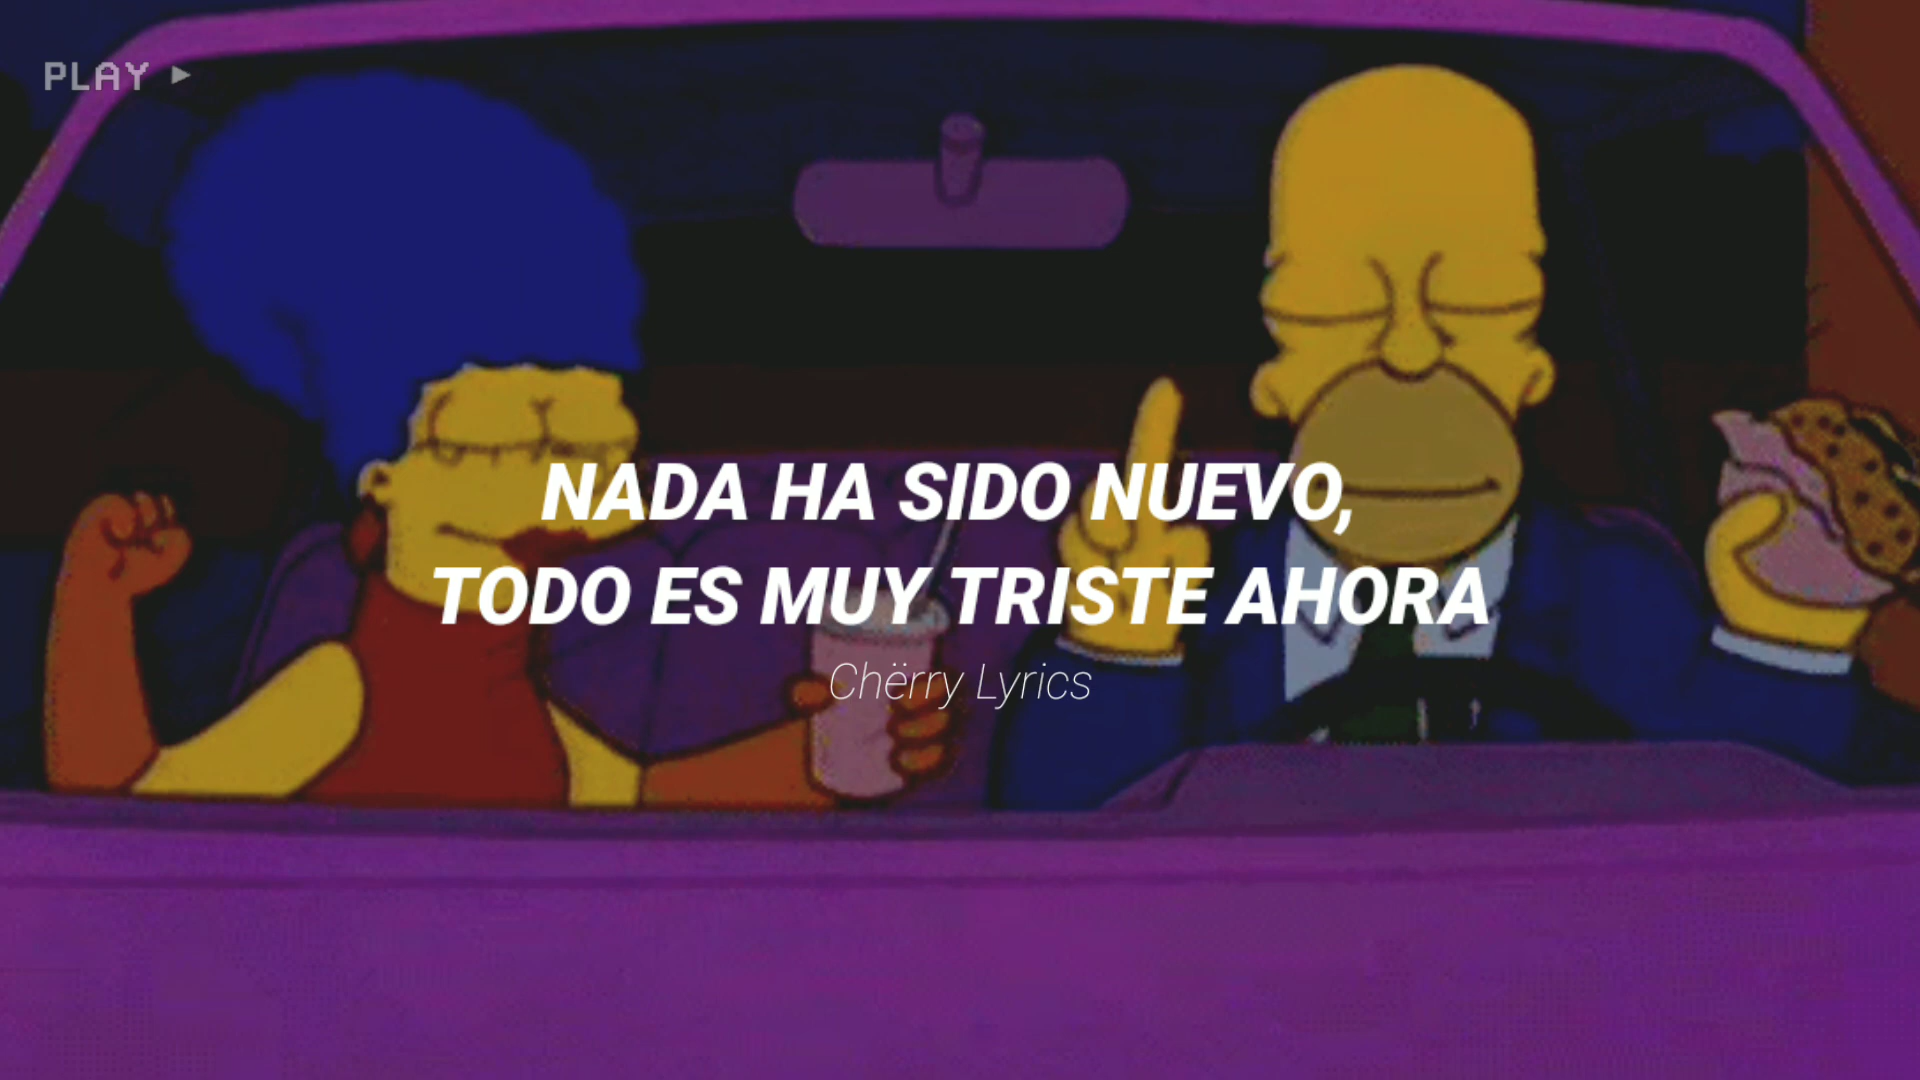 PLAY ►
NADA HA SIDO NUEVO,
TODO ES MUY TRISTE AHORA
Chërry Lyrics